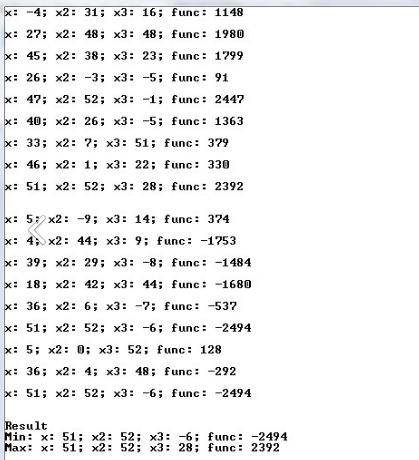 x: -4; x2: 31; x3: 16; func: 1148
x: 27; x2: 48; x3: 48; func: 1980
x: 45; x2: 38; x3: 23; func: 1799
x: 26; x2: -3; x3: -5; func: 91
x: 47; x2: 52; x3: -1; func: 2447
x: 40; x2: 26; x3: -5; func: 1363
x: 33; x2: 7; x3: 51; func: 379
x: 46; x2: 1; x3: 22; func: 330
x: 51; x2: 52; x3: 28; func: 2392
x: 5; x2: -9; x3: 14; func: 374
x: 4; x2: 44; x3: 9; func: -1753
x: 39; x2: 29; x3: -8; func: -1484
x: 18; x2: 42; x3: 44; func: -1680
x: 36; x2: 6; x3: -7; func: -537
x: 51; x2: 52; x3: -6; func: -2494
x: 5; x2: 0; x3: 52; func: 128
x: 36; x2: 4; x3: 48; func: -292
x: 51; x2: 52; x3: -6; func: -2494
Result
Min: x: 51; x2: 52; x3: -6; func: -2494
Max: x: 51; x2: 52; x3: 28; func: 2392